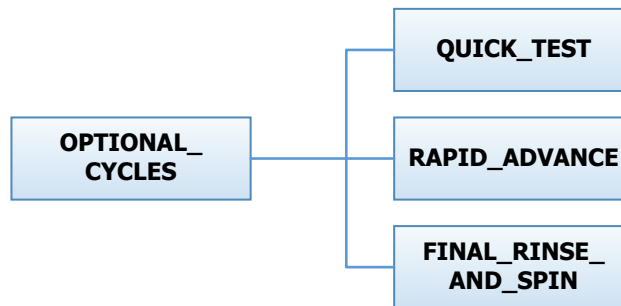 QUICK_TEST
OPTIONAL_
CYCLES
RAPID_ADVANCE
FINAL_RINSE_
AND_SPIN